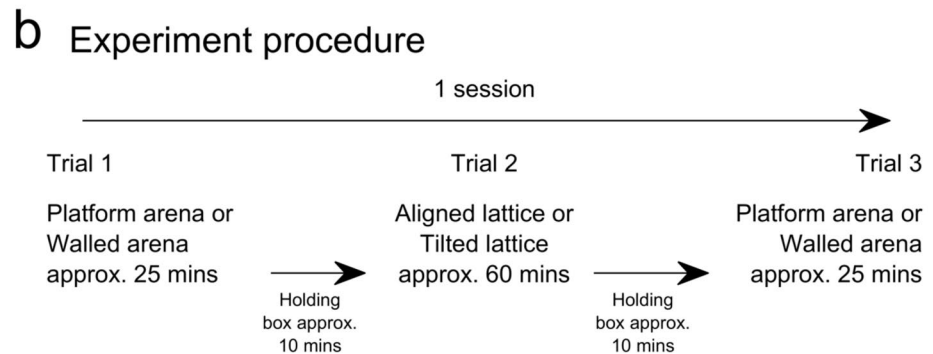 b Experiment procedure
1 session
Trial 1
Trial 2
Trial 3
Platform arena or
Walled arena
approx. 25 mins
Holding
box approx.
10 mins
Aligned lattice or
Tilted lattice
approx. 60 mins
Holding
box approx.
10 mins
Platform arena or
Walled arena
approx. 25 mins